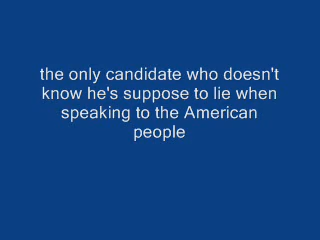 the only candidate who doesn't
know he's suppose to lie when
speaking to the American
people